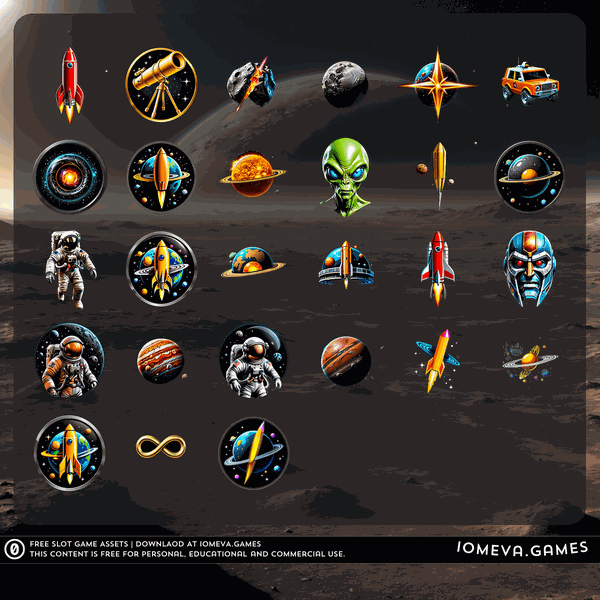 FREE SLOT GAME ASSETS | DOWNLAOD AT IOMEVA.GAMES
THIS CONTENT IS FREE FOR PERSONAL, EDUCATIONAL AND COMMERCIAL USE.
IOMEVA.GAMES